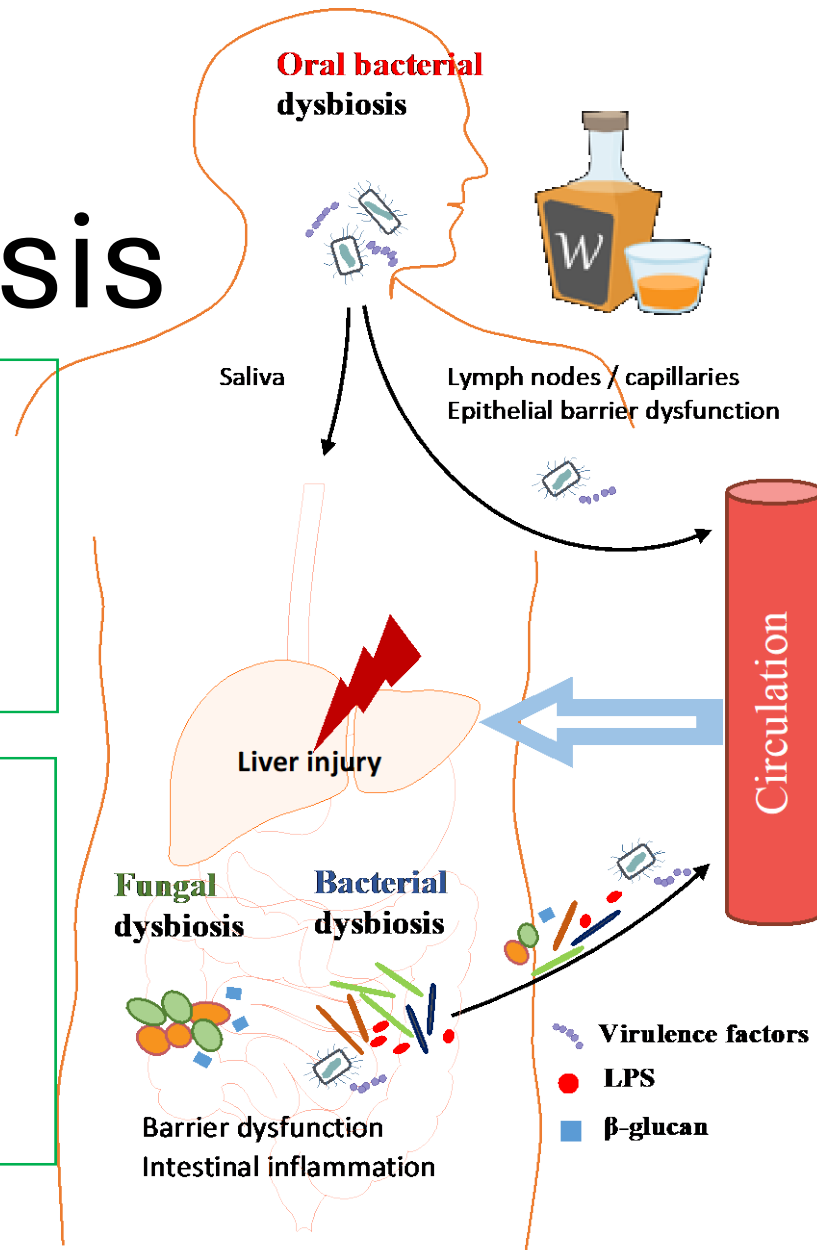 Oral bacterial
dysbiosis
W
sis
Saliva
Lymph nodes / capillaries
Epithelial barrier dysfunction
Circulation
Liver injury
Fungal
dysbiosis
Bacterial
dysbiosis
Virulence factors
LPS
β-glucan
Barrier dysfunction
Intestinal inflammation